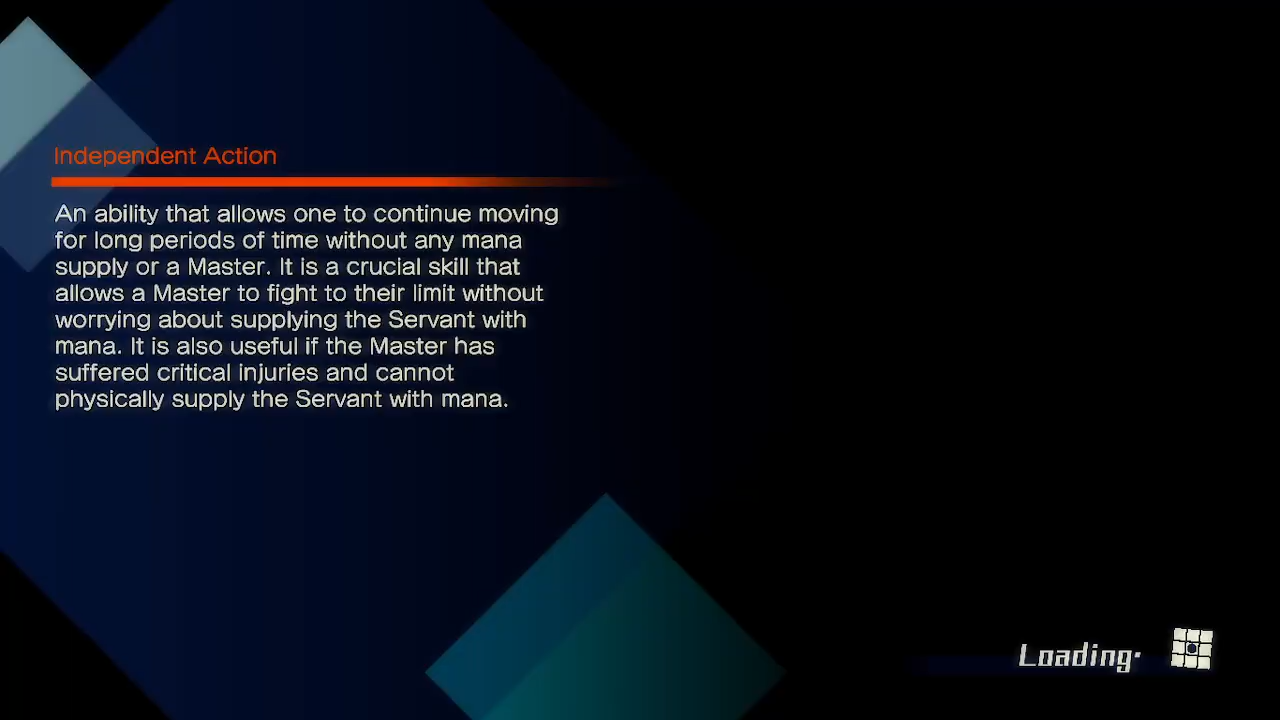 Independent Action
An ability that allows one to continue moving
for long periods of time without any mana
supply or a Master. It is a crucial skill that
allows a Master to fight to their limit without
worrying about supplying the Servant with
mana. It is also useful if the Master has
suffered critical injuries and cannot
physically supply the Servant with mana.
Loading·